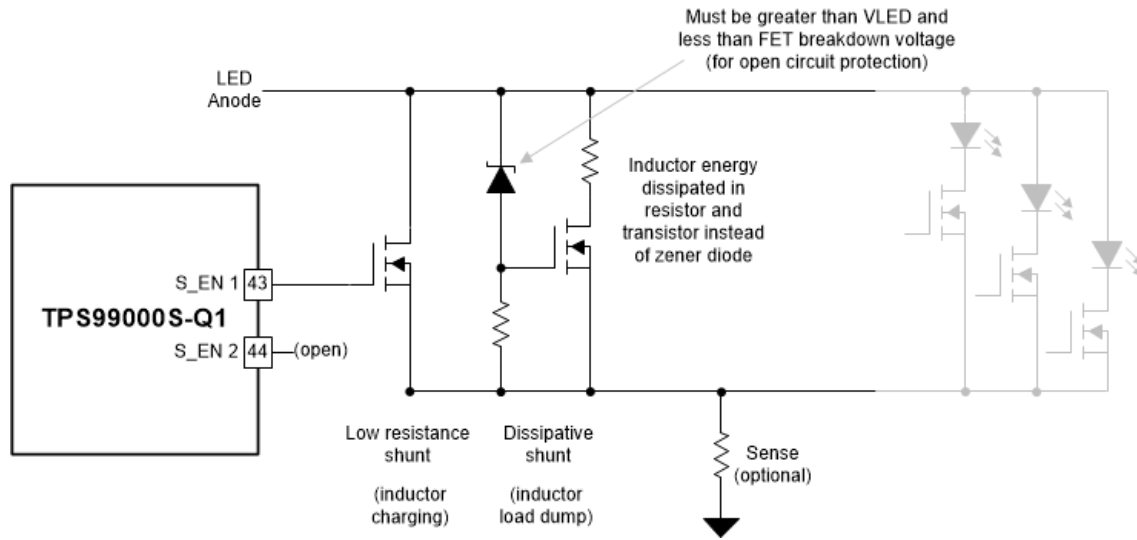 Must be greater than VLED and
less than FET breakdown voltage
(for open circuit protection)
LED
Anode
Inductor energy
dissipated in
resistor and
transistor instead
of zener diode
S_EN 1
43
TPS99000S-Q1
S_EN 2
44
(open)
Low resistance
shunt
(inductor
charging)
Dissipative
shunt
(inductor
load dump)
Sense
(optional)